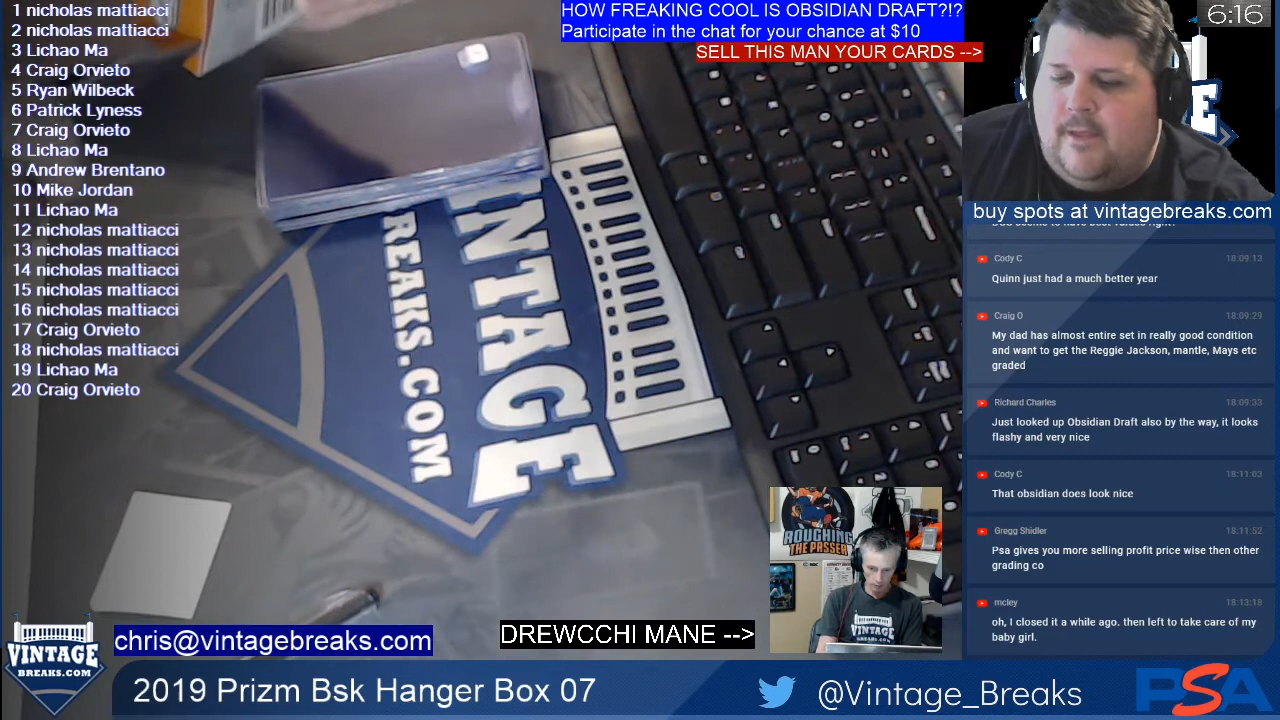 1 nicholas mattiacci
2 nicholas mattiacci
3 Lichao Ma
4 Craig Orvieto
5 Ryan Wilbeck
6 Patrick Lyness
7 Craig Orvieto
8 Lichao Ma
9 Andrew Brentano
10 Mike Jordan
11 Lichao Ma
12 nicholas mattiacci
13 nicholas mattiacci
14 nicholas mattiacci
15 nicholas mattiacci
16 nicholas mattiacci
17 Craig Orvieto
18 nicholas mattiacci
19 Lichao Ma
20 Craig Orvieto
HOW FREAKING COOL IS OBSIDIAN DRAFT?!?
Participate in the chat for your chance at $10
SELL THIS MAN YOUR CARDS -->
6:16
NTAGE
REAKS.COM
buy spots at vintagebreaks.com
Cody C 18:09:13
Quinn just had a much better year
Craig O 18:09:29
My dad has almost entire set in really good condition
and want to get the Reggie Jackson, mantle, Mays etc
graded
Richard Charles 18:09:33
Just looked up Obsidian Draft also by the way, it looks
flashy and very nice
Cody C 18:11:03
That obsidian does look nice
Gregg Shidler 18:11:52
Psa gives you more selling profit price wise then other
grading co
mcley 18:13:18
oh, I closed it a while ago. then left to take care of my
baby girl.
ROUGHING
THE PASSER
VINTAGE
DREWCCHI MANE -->
chris@vintagebreaks.com
VINTAGE
BREAKS.COM
2019 Prizm Bsk Hanger Box 07
@Vintage_Breaks
PSA